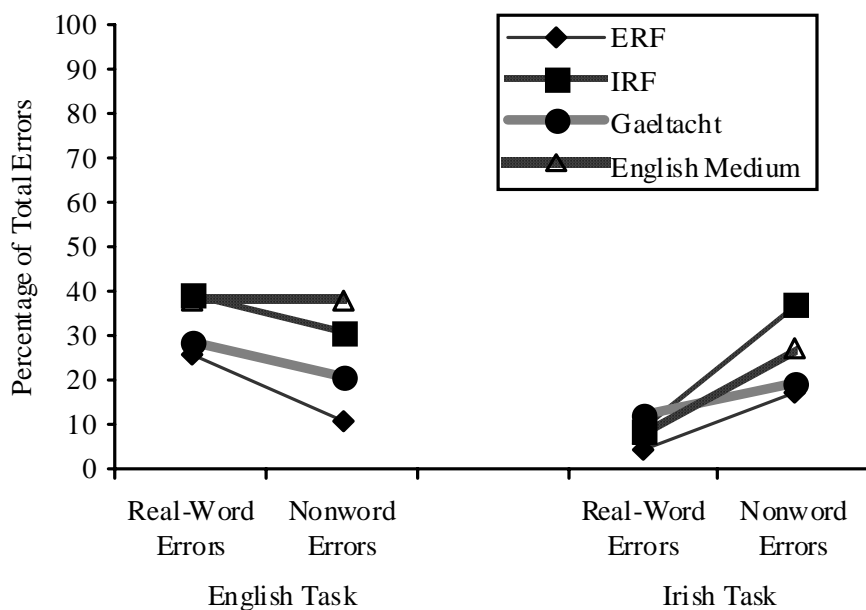 100
90
80
70
60
50
40
30
20
10
0
Percentage of Total Errors
ERF
IRF
Gaeltacht
English Medium
Real-Word Errors
Nonword Errors
Real-Word Errors
Nonword Errors
English Task
Irish Task